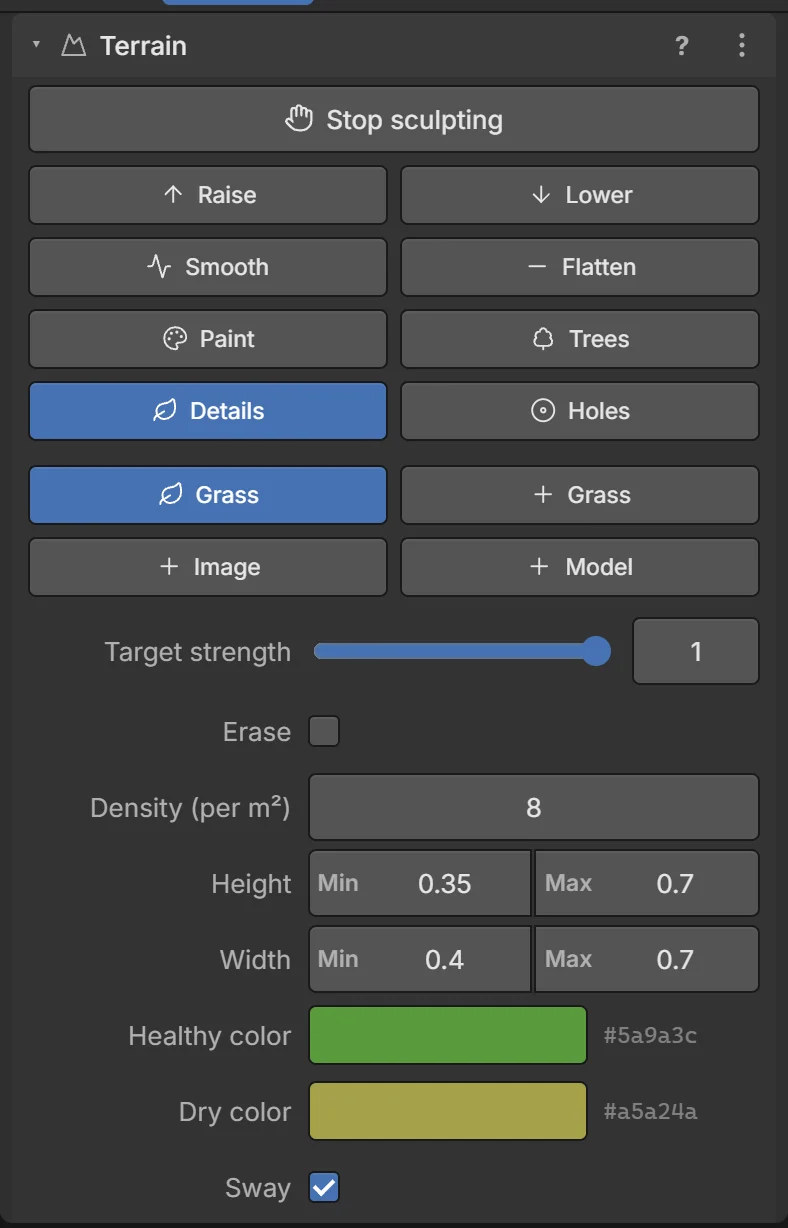 Terrain ?
Stop sculpting
Raise Lower
Smooth Flatten
Paint Trees
Details Holes
Grass + Grass
+ Image + Model
Target strength 1
Erase
Density (per m²) 8
Height Min 0.35 Max 0.7
Width Min 0.4 Max 0.7
Healthy color #5a9a3c
Dry color #a5a24a
Sway